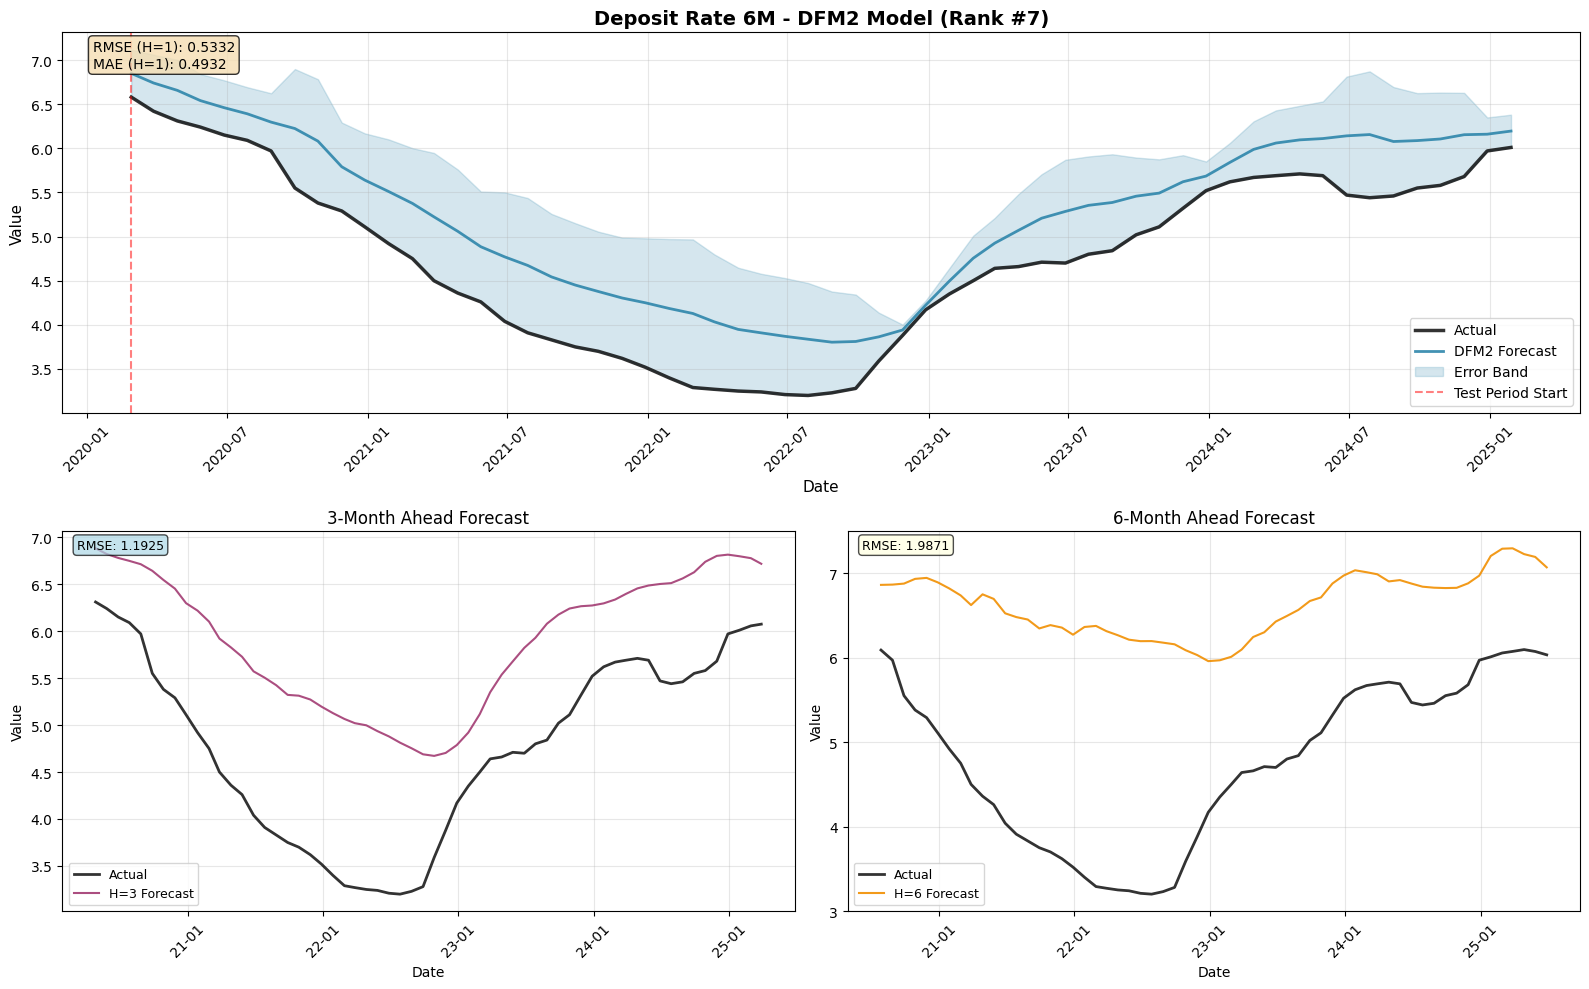 Deposit Rate 6M - DFM2 Model (Rank #7)
RMSE (H=1): 0.5332
MAE (H=1): 0.4932
Value
7.0
6.5
6.0
5.5
5.0
4.5
4.0
3.5
Actual
DFM2 Forecast
Error Band
Test Period Start
2020-01
2020-07
2021-01
2021-07
2022-01
2022-07
2023-01
2023-07
2024-01
2024-07
2025-01
Date
3-Month Ahead Forecast
RMSE: 1.1925
Value
7.0
6.5
6.0
5.5
5.0
4.5
4.0
3.5
Actual
H=3 Forecast
21-01
22-01
23-01
24-01
25-01
Date
6-Month Ahead Forecast
RMSE: 1.9871
Value
7
6
5
4
3
Actual
H=6 Forecast
21-01
22-01
23-01
24-01
25-01
Date